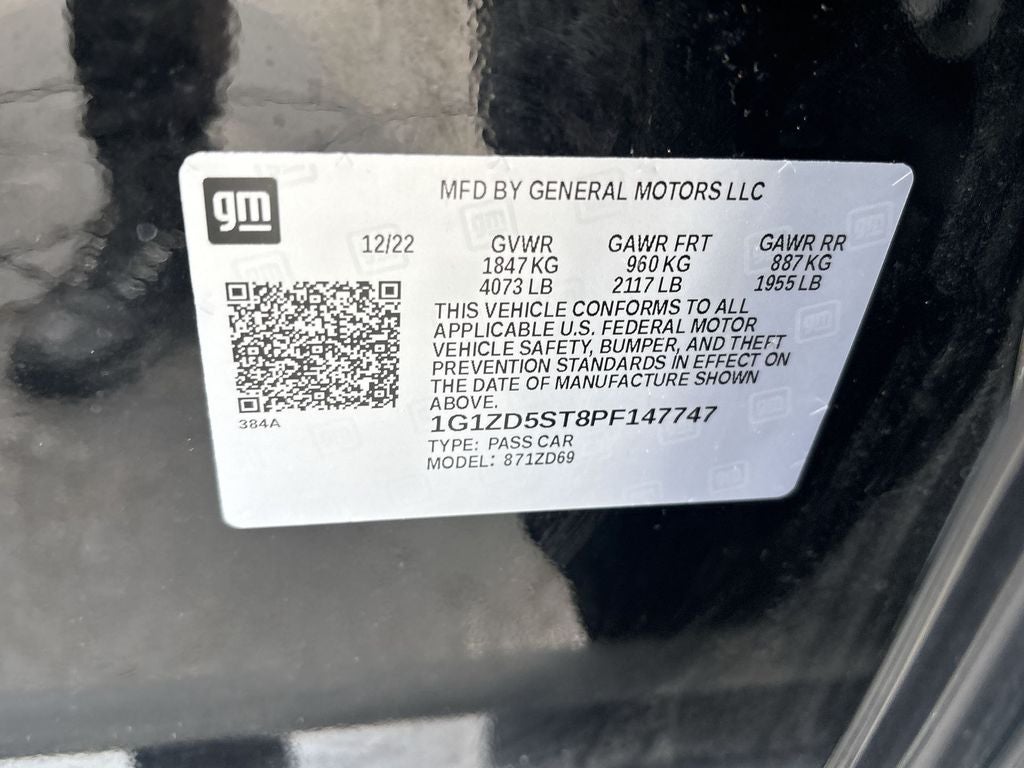 gm
MFD BY GENERAL MOTORS LLC
12/22 GVWR GAWR FRT GAWR RR
1847 KG 960 KG 887 KG
4073 LB 2117 LB 1955 LB
THIS VEHICLE CONFORMS TO ALL
APPLICABLE U.S. FEDERAL MOTOR
VEHICLE SAFETY, BUMPER, AND THEFT
PREVENTION STANDARDS IN EFFECT ON
THE DATE OF MANUFACTURE SHOWN
ABOVE.
384A
1G1ZD5ST8PF147747
TYPE: PASS CAR
MODEL: 871ZD69